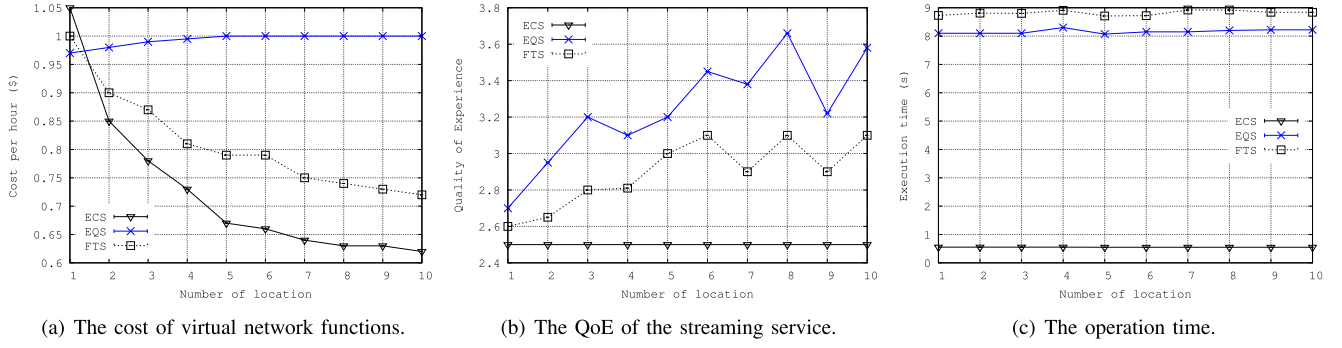 1.05
1
0.95
0.9
0.85
0.8
0.75
0.7
0.65
0.6
Cost per hour ($)
ECS
EQS
FTS
1 2 3 4 5 6 7 8 9 10
Number of location
(a) The cost of virtual network functions.
3.8
3.6
3.4
3.2
3
2.8
2.6
2.4
Quality of Experience
ECS
EQS
FTS
1 2 3 4 5 6 7 8 9 10
Number of location
(b) The QoE of the streaming service.
9
8
7
6
5
4
3
2
1
0
Execution time (s)
ECS
EQS
FTS
1 2 3 4 5 6 7 8 9 10
Number of location
(c) The operation time.